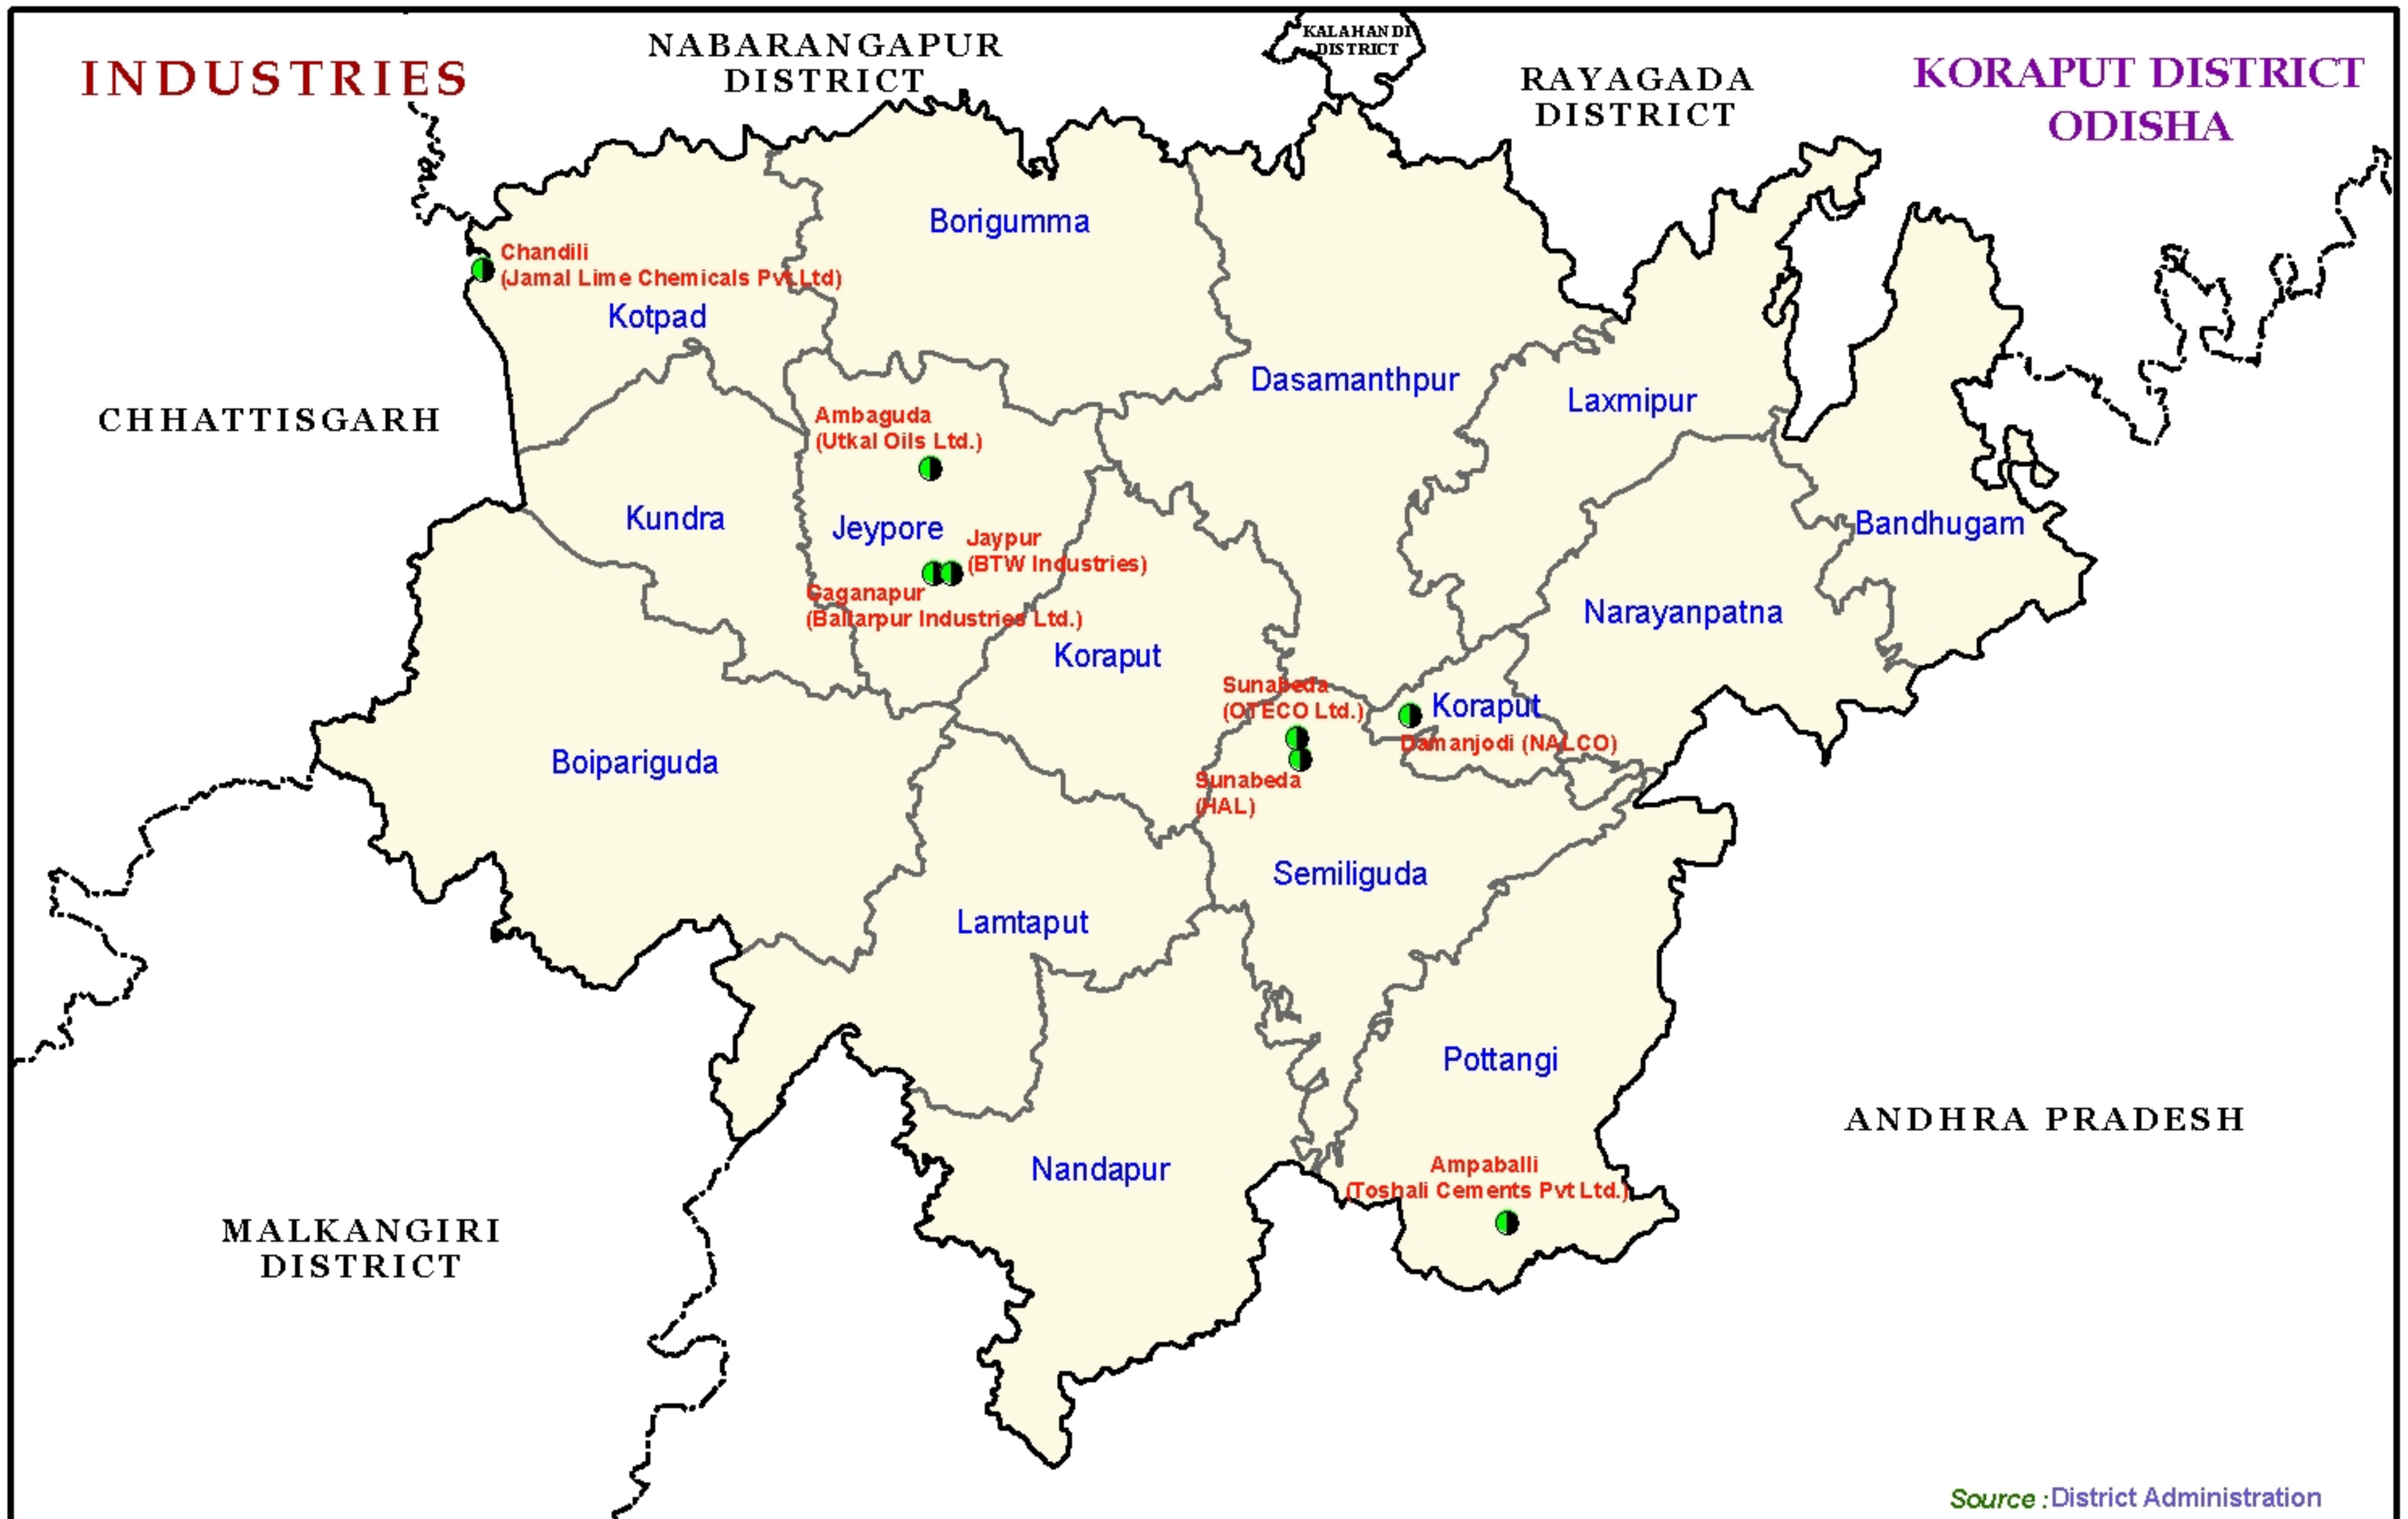 INDUSTRIES
NABARANGAPUR
DISTRICT
KALAHANDI
DISTRICT
RAYAGADA
DISTRICT
KORAPUT DISTRICT
ODISHA
Borigumma
Chandili
(Jamal Lime Chemicals Pvt.Ltd)
Kotpad
CHHATTISGARH
Dasamanthpur
Laxmipur
Ambaguda
(Utkal Oils Ltd.)
Kundra
Jeypore
Jaypur
(BTW Industries)
Bandhugam
Gaganapur
(Ballarpur Industries Ltd.)
Narayanpatna
Koraput
Sunabeda
(OTECO Ltd.)
Koraput
Damanjodi (NALCO)
Boipariguda
Sunabeda
(HAL)
Semiliguda
Lamtaput
Pottangi
ANDHRA PRADESH
Nandapur
Ampaballi
(Toshali Cements Pvt Ltd.)
MALKANGIRI
DISTRICT
Source : District Administration